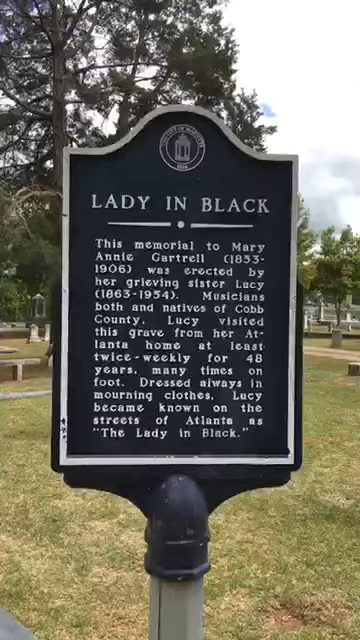 LADY IN BLACK
This memorial to Mary
Annie Gartrell (1853-
1906) was erected by
her grieving sister Lucy
(1863-1954). Musicians
both and natives of Cobb
County, Lucy visited
this grave from her At-
lanta home at least
twice-weekly for 48
years, many times on
foot. Dressed always in
mourning clothes, Lucy
became known on the
streets of Atlanta as
"The Lady in Black."